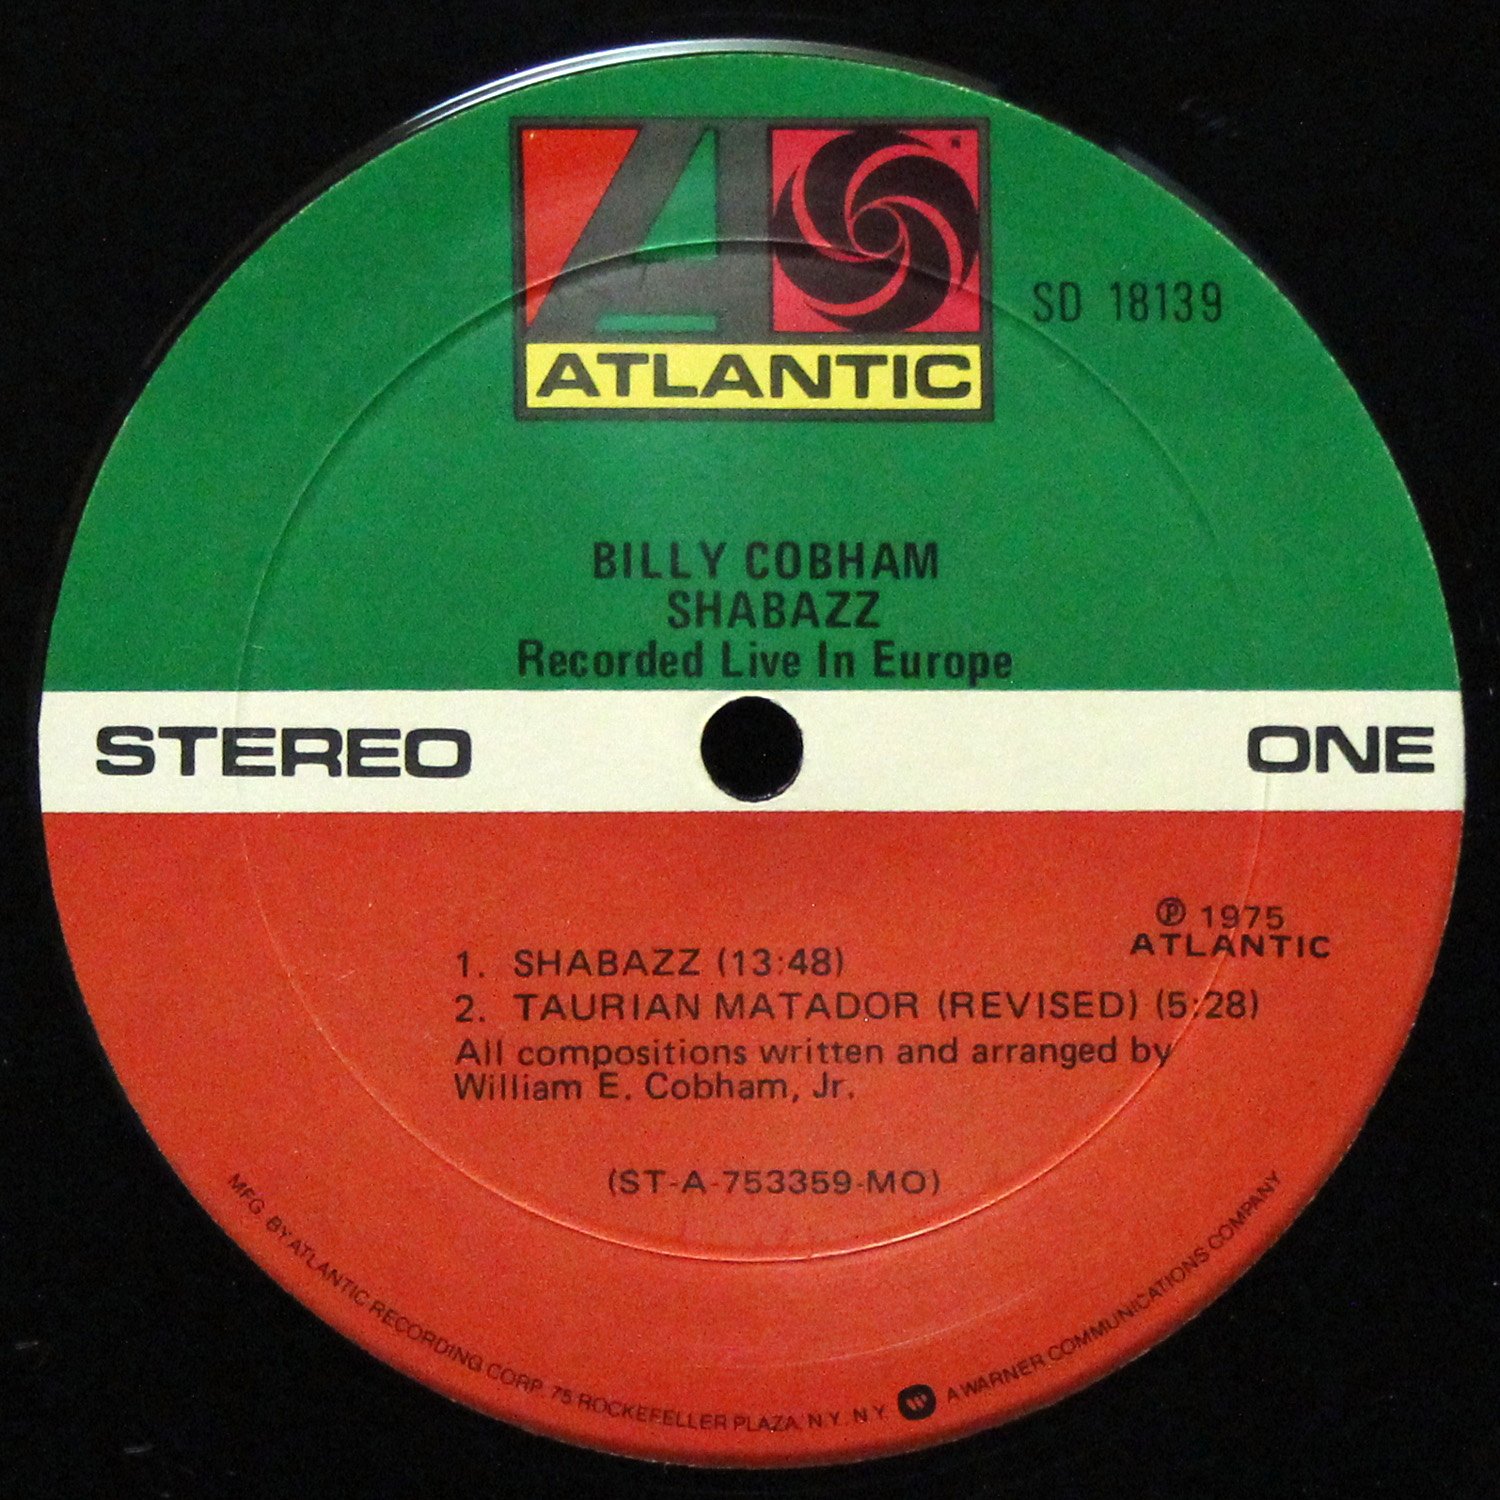 ATLANTIC
SD 18139
BILLY COBHAM
SHABAZZ
Recorded Live In Europe
STEREO
ONE
℗ 1975
ATLANTIC
1. SHABAZZ (13:48)
2. TAURIAN MATADOR (REVISED) (5:28)
All compositions written and arranged by
William E. Cobham, Jr.
(ST-A-753359-MO)
MFG. BY ATLANTIC RECORDING CORP. 75 ROCKEFELLER PLAZA, N.Y. N.Y. A WARNER COMMUNICATIONS COMPANY